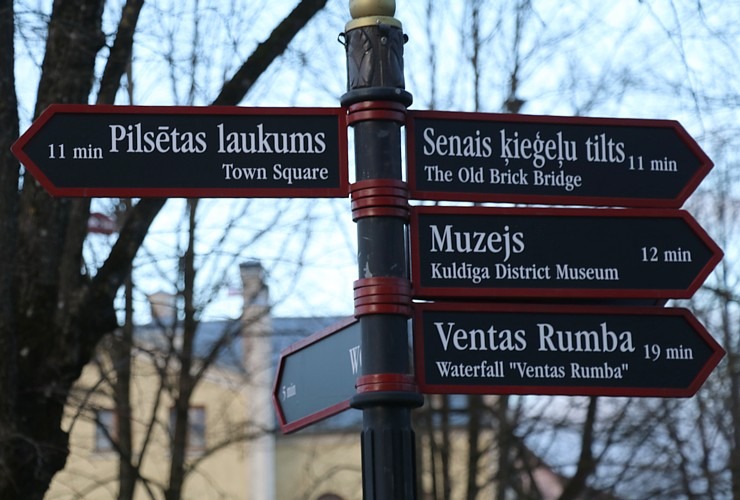 11 min Pilsētas laukums
Town Square
Senais ķieģeļu tilts 11 min
The Old Brick Bridge
Muzejs 12 min
Kuldīga District Museum
Ventas Rumba 19 min
Waterfall "Ventas Rumba"